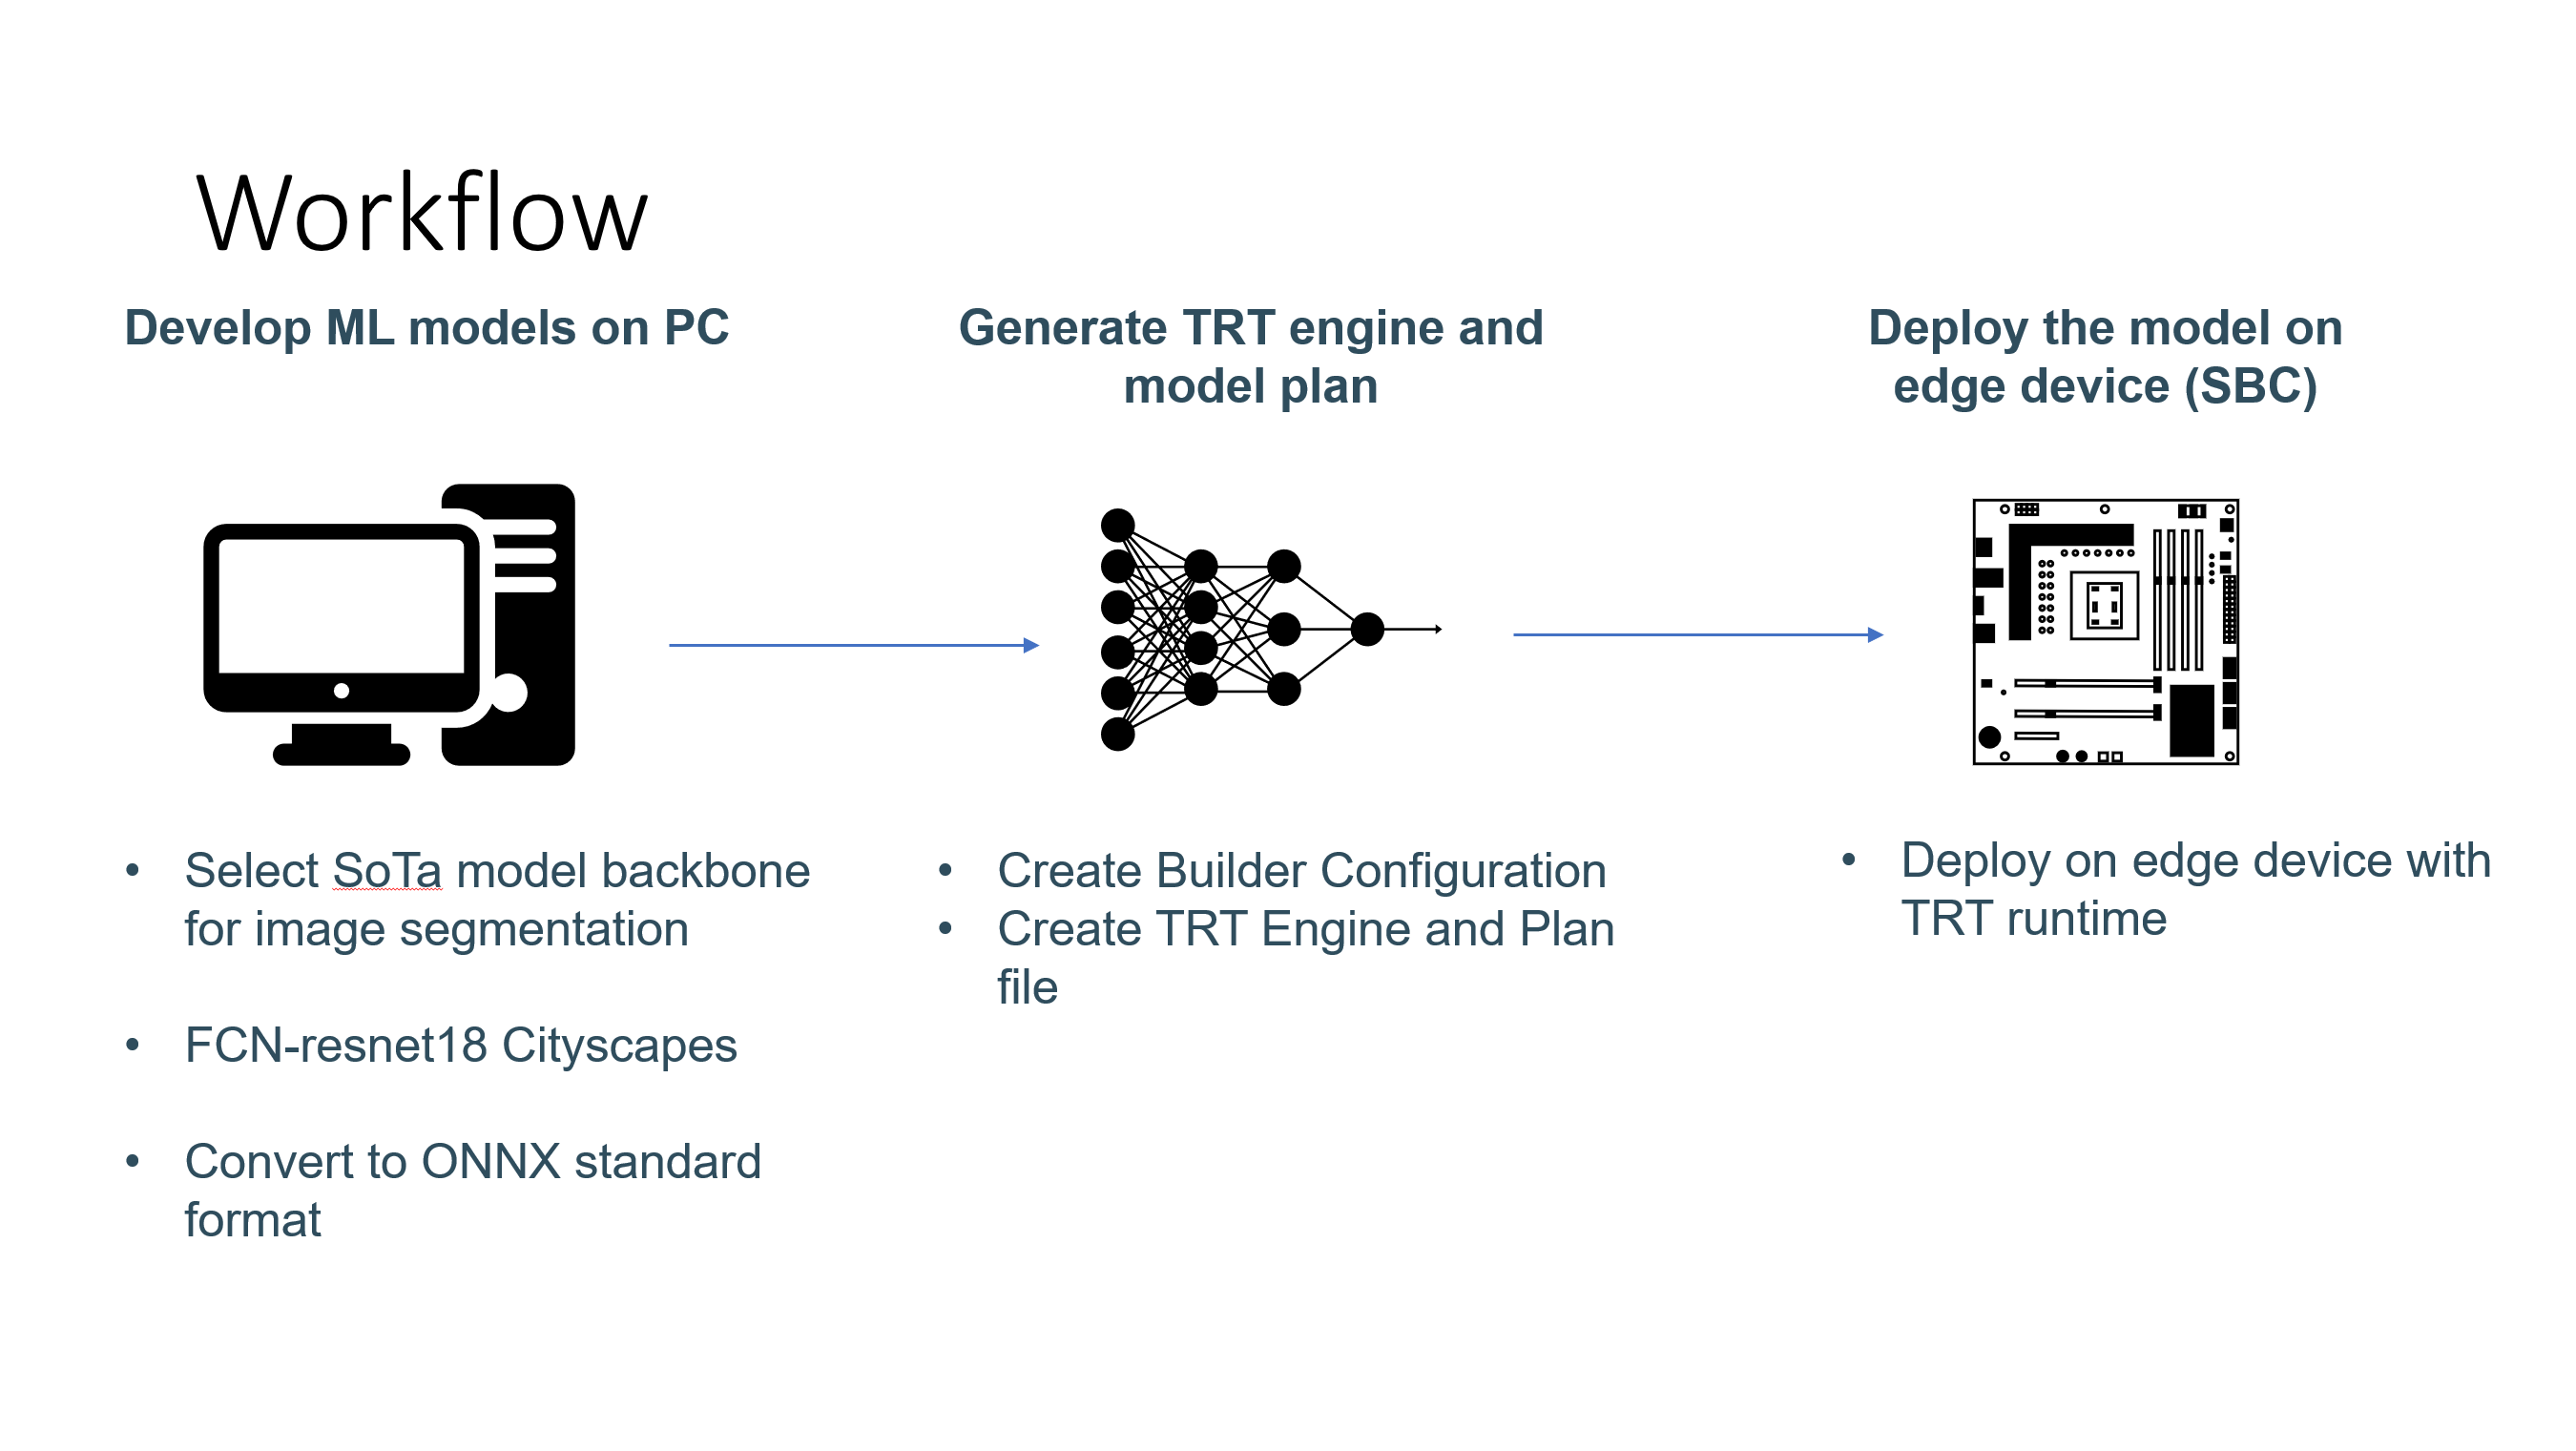 Workflow
Develop ML models on PC
Generate TRT engine and
model plan
Deploy the model on
edge device (SBC)
• Select SoTa model backbone
for image segmentation
• FCN-resnet18 Cityscapes
• Convert to ONNX standard
format
• Create Builder Configuration
• Create TRT Engine and Plan
file
• Deploy on edge device with
TRT runtime